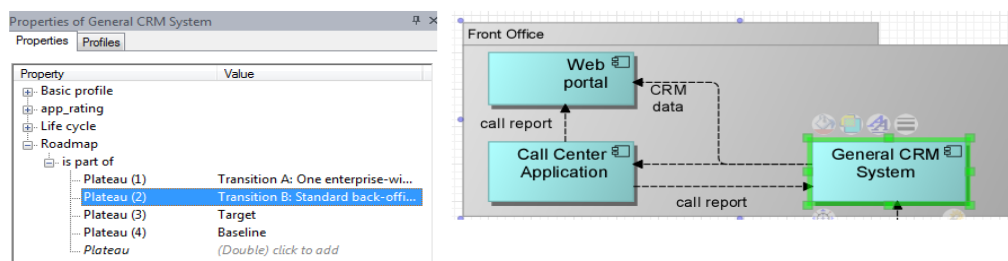 Properties of General CRM System
Properties Profiles
Property Value
Basic profile
app_rating
Life cycle
Roadmap
is part of
Plateau (1) Transition A: One enterprise-wi...
Plateau (2) Transition B: Standard back-offi...
Plateau (3) Target
Plateau (4) Baseline
Plateau (Double) click to add
Front Office
Web
portal
CRM
data
call report
Call Center
Application
General CRM
System
call report